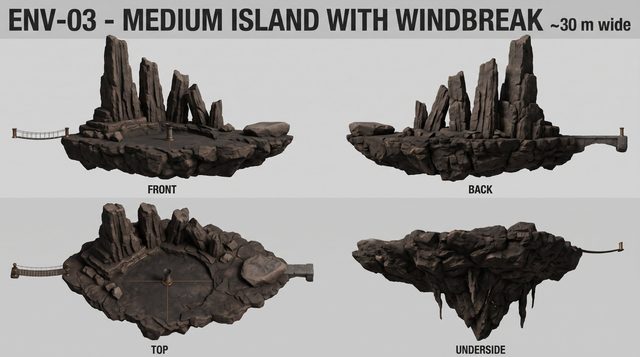 ENV-03 - MEDIUM ISLAND WITH WINDBREAK ~30 m wide
FRONT
BACK
TOP
UNDERSIDE